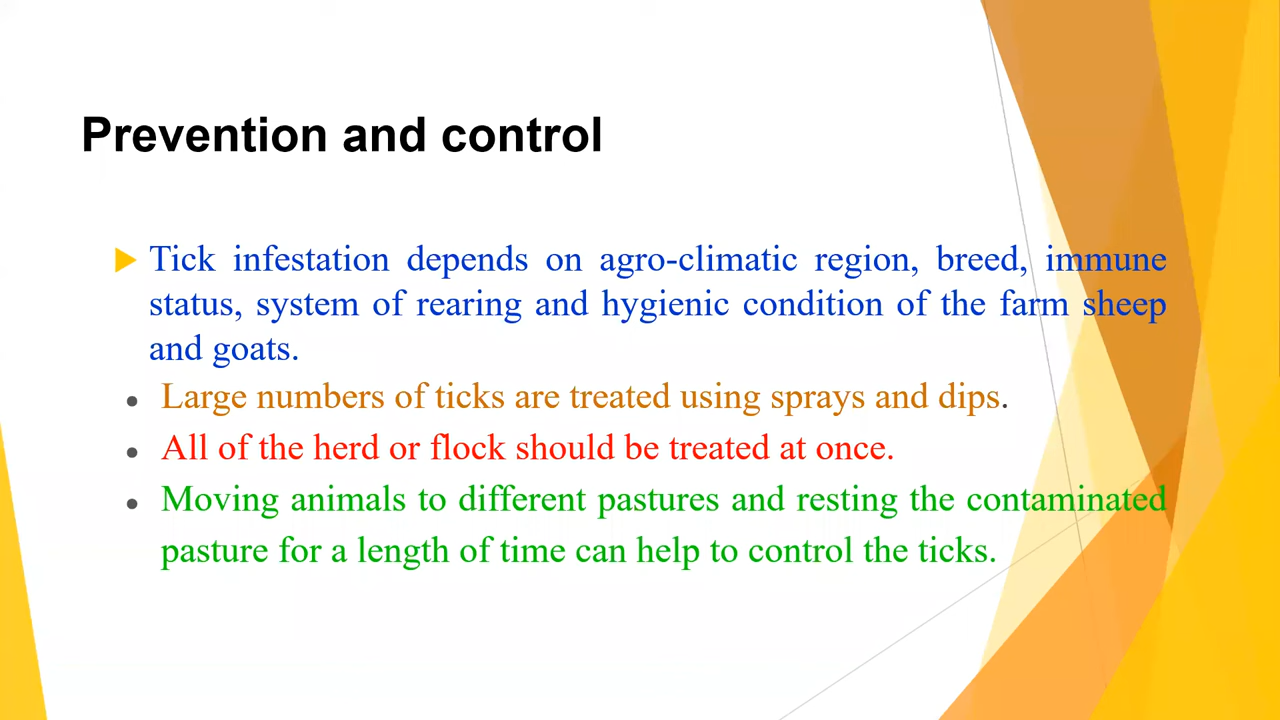 Prevention and control
Tick infestation depends on agro-climatic region, breed, immune
status, system of rearing and hygienic condition of the farm sheep
and goats.
Large numbers of ticks are treated using sprays and dips.
All of the herd or flock should be treated at once.
Moving animals to different pastures and resting the contaminated
pasture for a length of time can help to control the ticks.